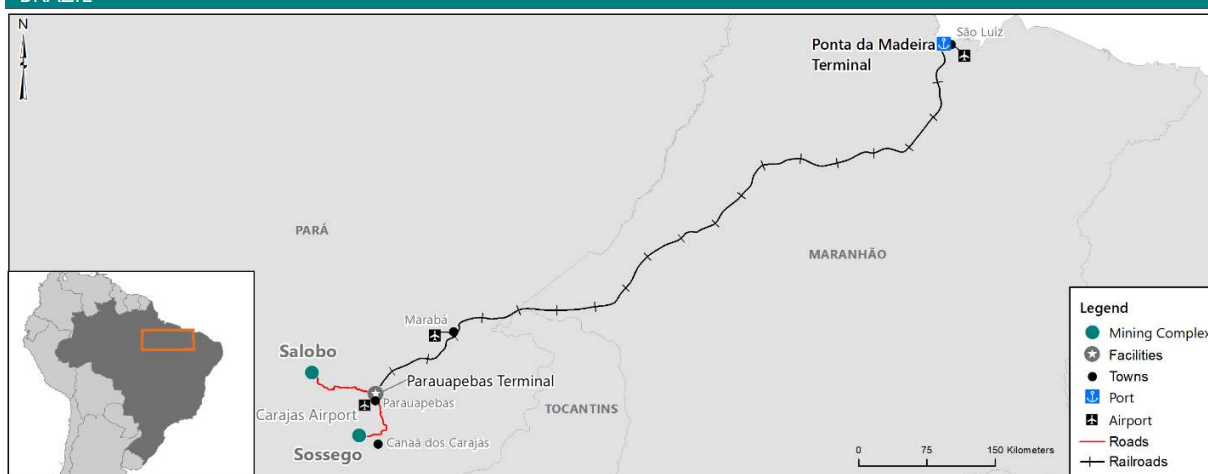 BRAZIL
N
São Luiz
Ponta da Madeira
Terminal
PARÁ
MARANHÃO
Marabá
Salobo
Parauapebas Terminal
Parauapebas
Carajas Airport
TOCANTINS
Canaã dos Carajás
Sossego
0 75 150 Kilometers
Legend
Mining Complex
Facilities
Towns
Port
Airport
Roads
Railroads